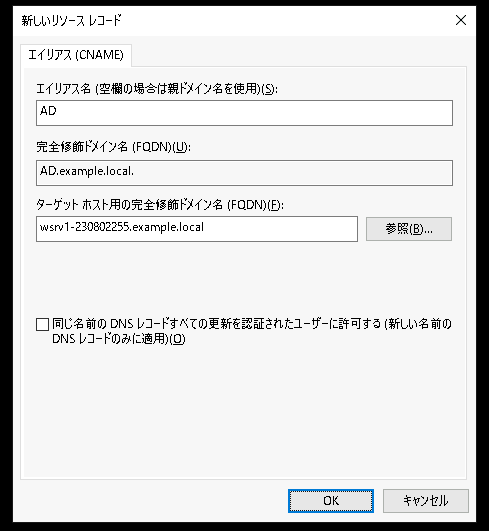 新しいリソース レコード
エイリアス (CNAME)
エイリアス名 (空欄の場合は親ドメイン名を使用)(S):
AD
完全修飾ドメイン名 (FQDN)(U):
AD.example.local.
ターゲット ホスト用の完全修飾ドメイン名 (FQDN)(F):
wsrv1-230802255.example.local
参照(B)...
同じ名前の DNS レコードすべての更新を認証されたユーザーに許可する (新しい名前の
DNS レコードのみに適用)(O)
OK
キャンセル